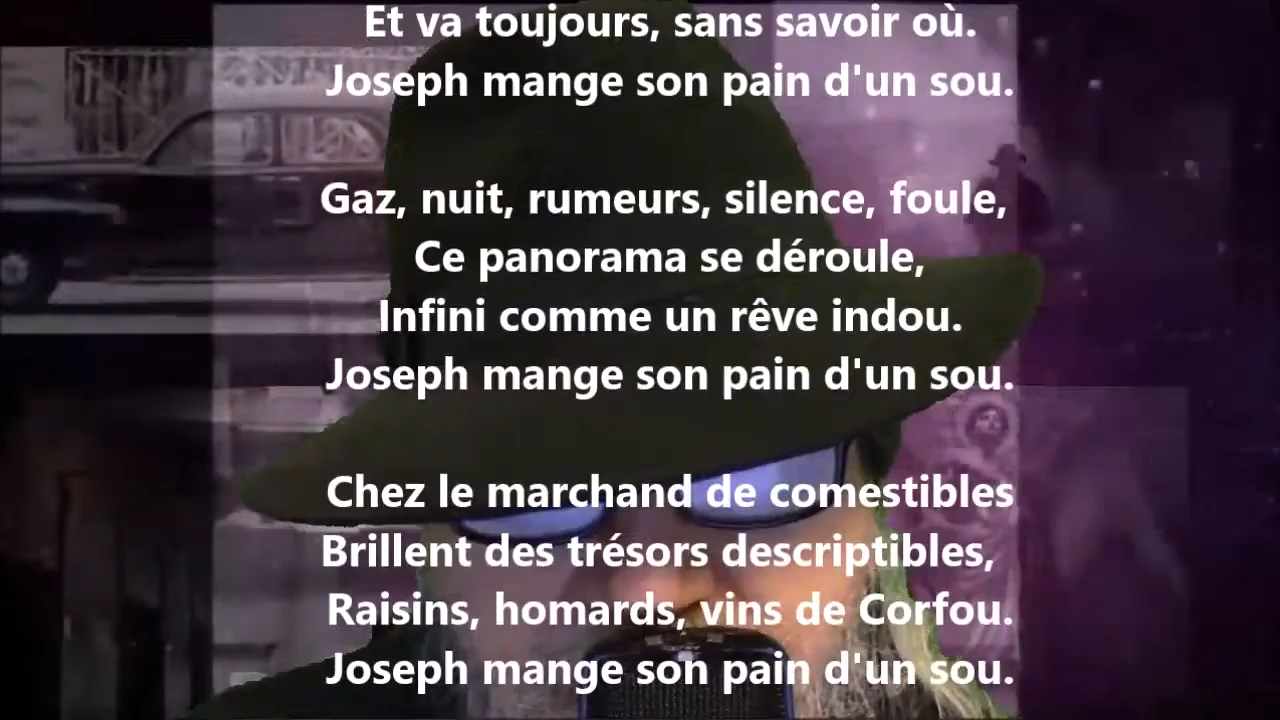 Et va toujours, sans savoir où.
Joseph mange son pain d'un sou.
Gaz, nuit, rumeurs, silence, foule,
Ce panorama se déroule,
Infini comme un rêve indou.
Joseph mange son pain d'un sou.
Chez le marchand de comestibles
Brillent des trésors descriptibles,
Raisins, homards, vins de Corfou.
Joseph mange son pain d'un sou.